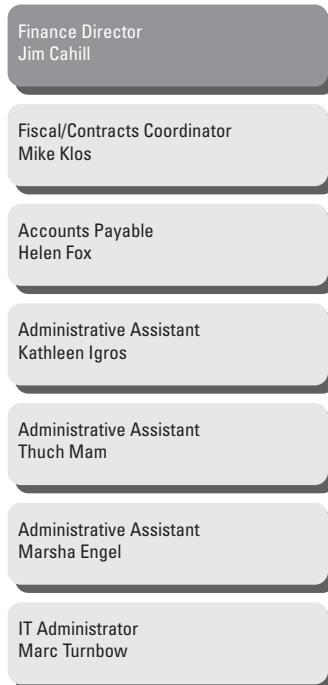 Finance Director
Jim Cahill
Fiscal/Contracts Coordinator
Mike Klos
Accounts Payable
Helen Fox
Administrative Assistant
Kathleen Igros
Administrative Assistant
Thuch Mam
Administrative Assistant
Marsha Engel
IT Administrator
Marc Turnbow